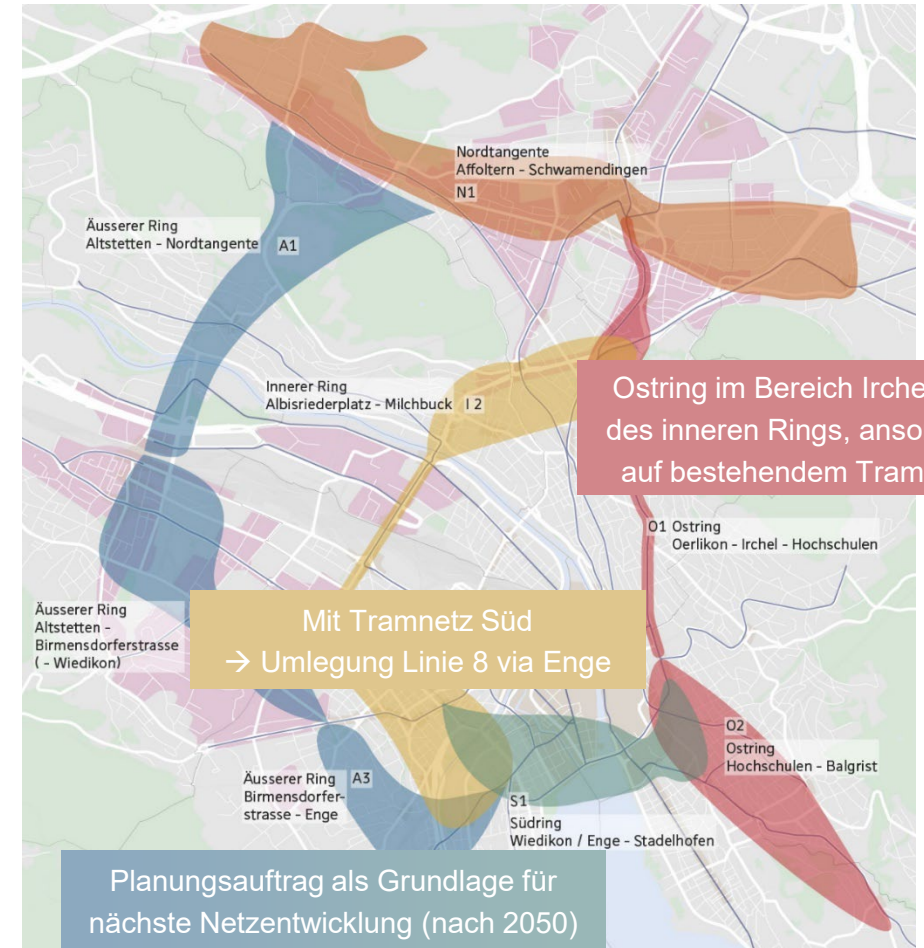 Nordtangente
Affoltern - Schwamendingen
N1
Äusserer Ring
Altstetten - Nordtangente A1
Innerer Ring
Albisriederplatz - Milchbuck I 2
Ostring im Bereich Irche
des inneren Rings, anso
auf bestehendem Tram
O1 Ostring
Oerlikon - Irchel - Hochschulen
Äusserer Ring
Altstetten -
Birmensdorferstrasse
( - Wiedikon)
Mit Tramnetz Süd
→ Umlegung Linie 8 via Enge
O2
Ostring
Hochschulen - Balgrist
Äusserer Ring A3
Birmensdorfer-
strasse - Enge
S1
Südring
Wiedikon / Enge - Stadelhofen
Planungsauftrag als Grundlage für
nächste Netzentwicklung (nach 2050)